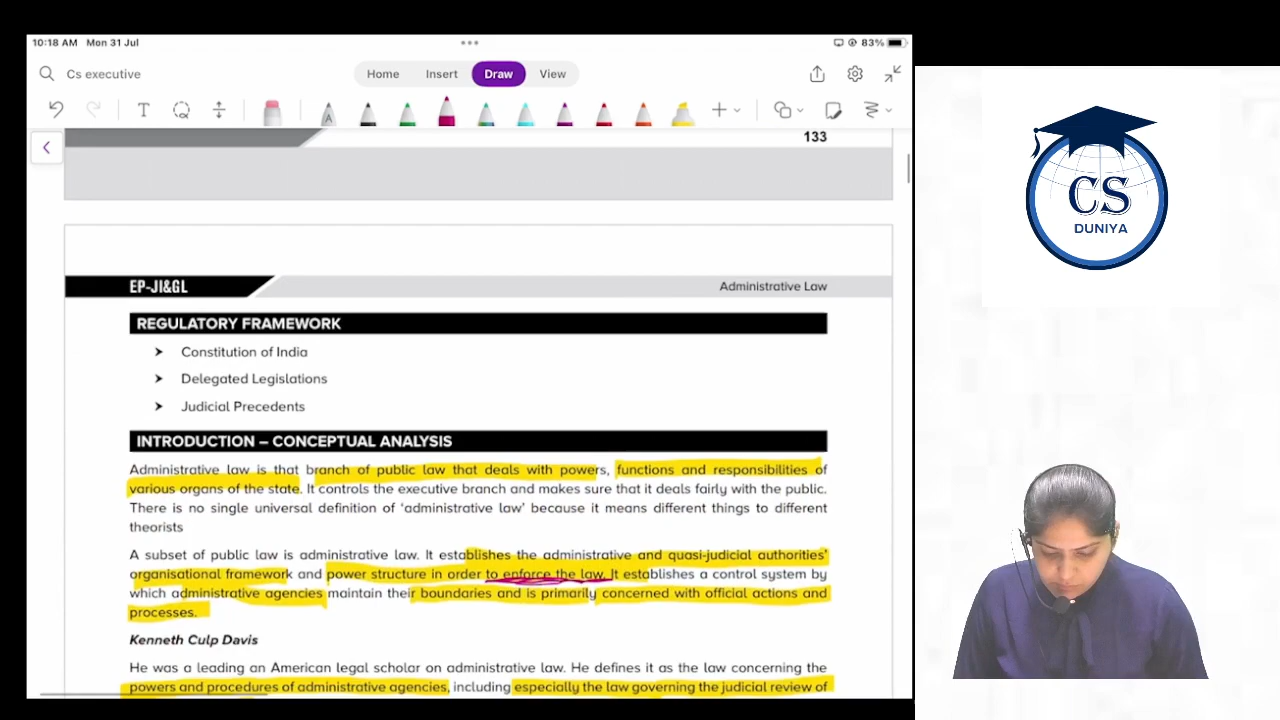 10:18 AM Mon 31 Jul
83%
Cs executive
Home Insert Draw View
T
A
133
EP-JI&GL
Administrative Law
REGULATORY FRAMEWORK
➤ Constitution of India
➤ Delegated Legislations
➤ Judicial Precedents
INTRODUCTION – CONCEPTUAL ANALYSIS
Administrative law is that branch of public law that deals with powers, functions and responsibilities of
various organs of the state. It controls the executive branch and makes sure that it deals fairly with the public.
There is no single universal definition of ‘administrative law’ because it means different things to different
theorists
A subset of public law is administrative law. It establishes the administrative and quasi-judicial authorities’
organisational framework and power structure in order to enforce the law. It establishes a control system by
which administrative agencies maintain their boundaries and is primarily concerned with official actions and
processes.
Kenneth Culp Davis
He was a leading an American legal scholar on administrative law. He defines it as the law concerning the
powers and procedures of administrative agencies, including especially the law governing the judicial review of
CS
DUNIYA